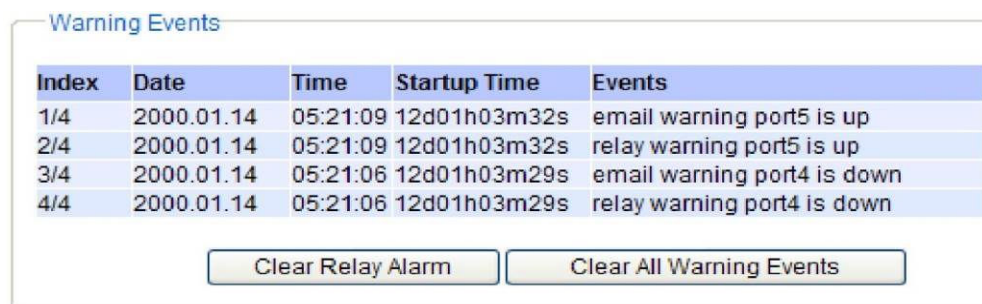 Warning Events
Index Date Time Startup Time Events
1/4 2000.01.14 05:21:09 12d01h03m32s email warning port5 is up
2/4 2000.01.14 05:21:09 12d01h03m32s relay warning port5 is up
3/4 2000.01.14 05:21:06 12d01h03m29s email warning port4 is down
4/4 2000.01.14 05:21:06 12d01h03m29s relay warning port4 is down
Clear Relay Alarm Clear All Warning Events